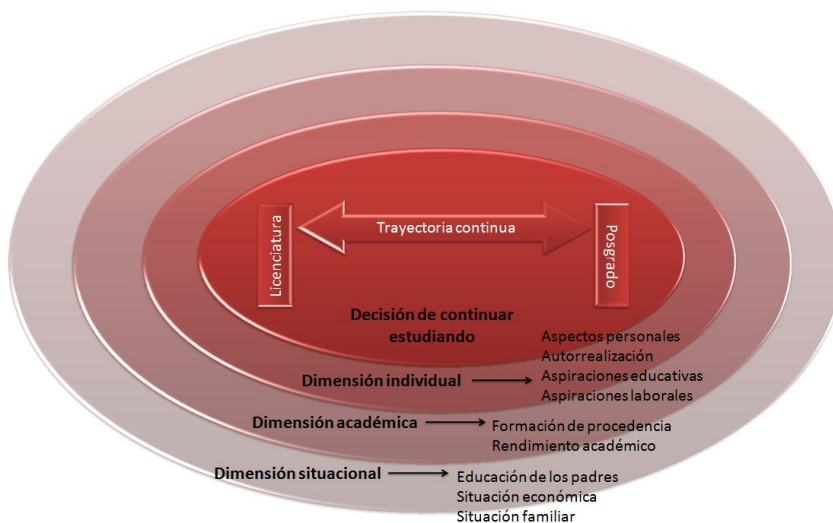 Licenciatura
Trayectoria continua
Posgrado
Decisión de continuar
estudiando
Dimensión individual
Aspectos personales
Autorrealización
Aspiraciones educativas
Aspiraciones laborales
Dimensión académica
Formación de procedencia
Rendimiento académico
Dimensión situacional
Educación de los padres
Situación económica
Situación familiar